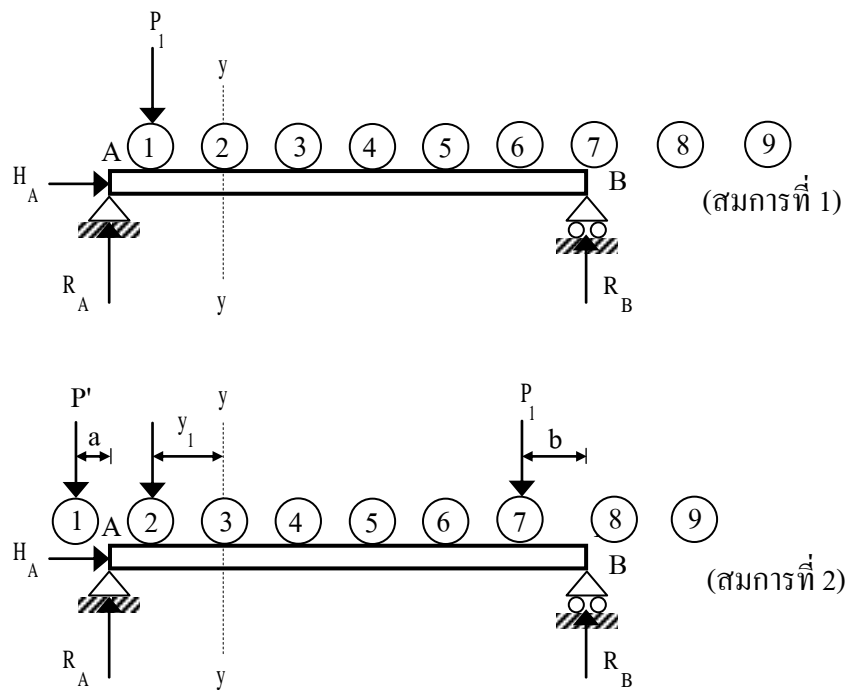 P1
y
A 1 2 3 4 5 6 7 8 9
HA
B
(สมการที่ 1)
RA
y
RB
P'
a
y1
y
P1
b
1 A 2 3 4 5 6 7 8 9
HA
B
(สมการที่ 2)
RA
y
RB